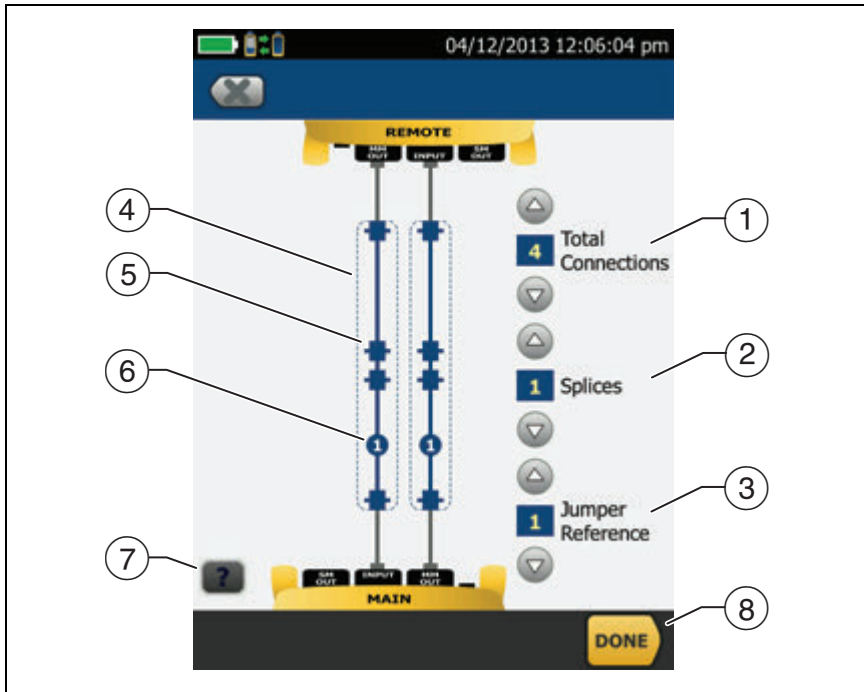 04/12/2013 12:06:04 pm
REMOTE
MM OUT
INPUT
SM OUT
4
5
6
7
4 Total Connections
1
1 Splices
2
1 Jumper Reference
3
1
1
?
SM OUT
INPUT
MM OUT
MAIN
DONE
8